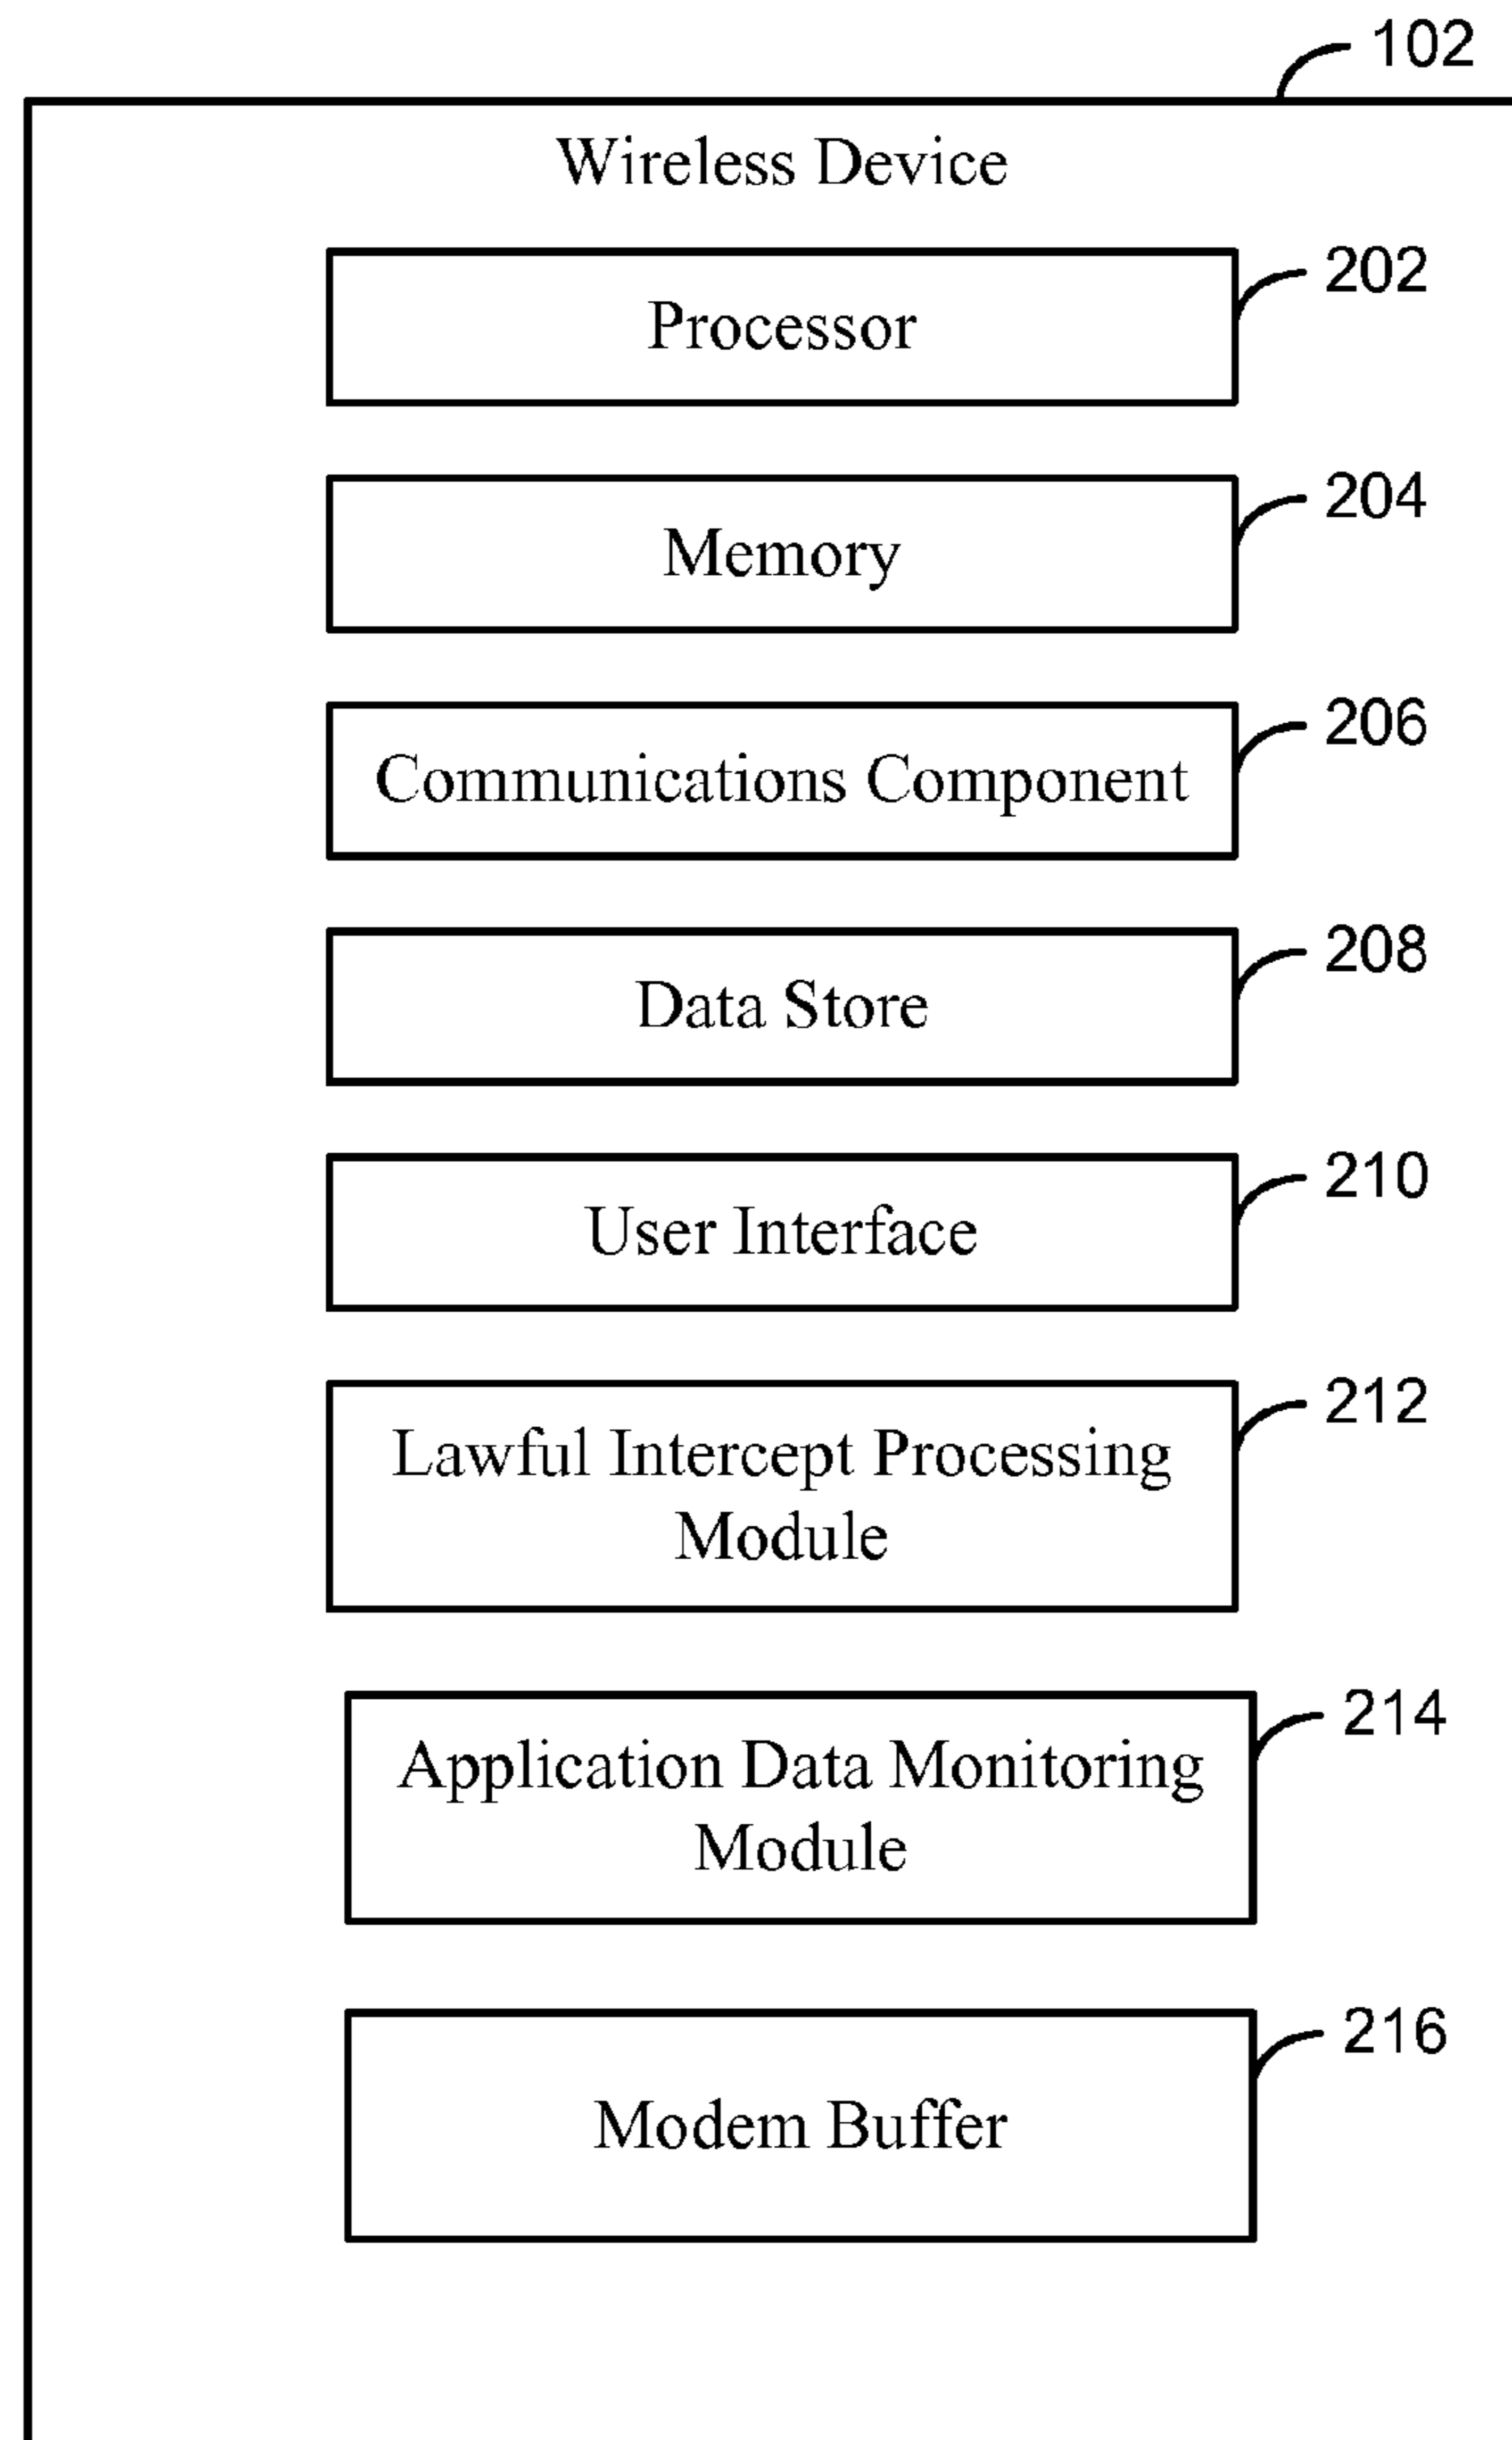 102
Wireless Device
202
Processor
204
Memory
206
Communications Component
208
Data Store
210
User Interface
212
Lawful Intercept Processing
Module
214
Application Data Monitoring
Module
216
Modem Buffer